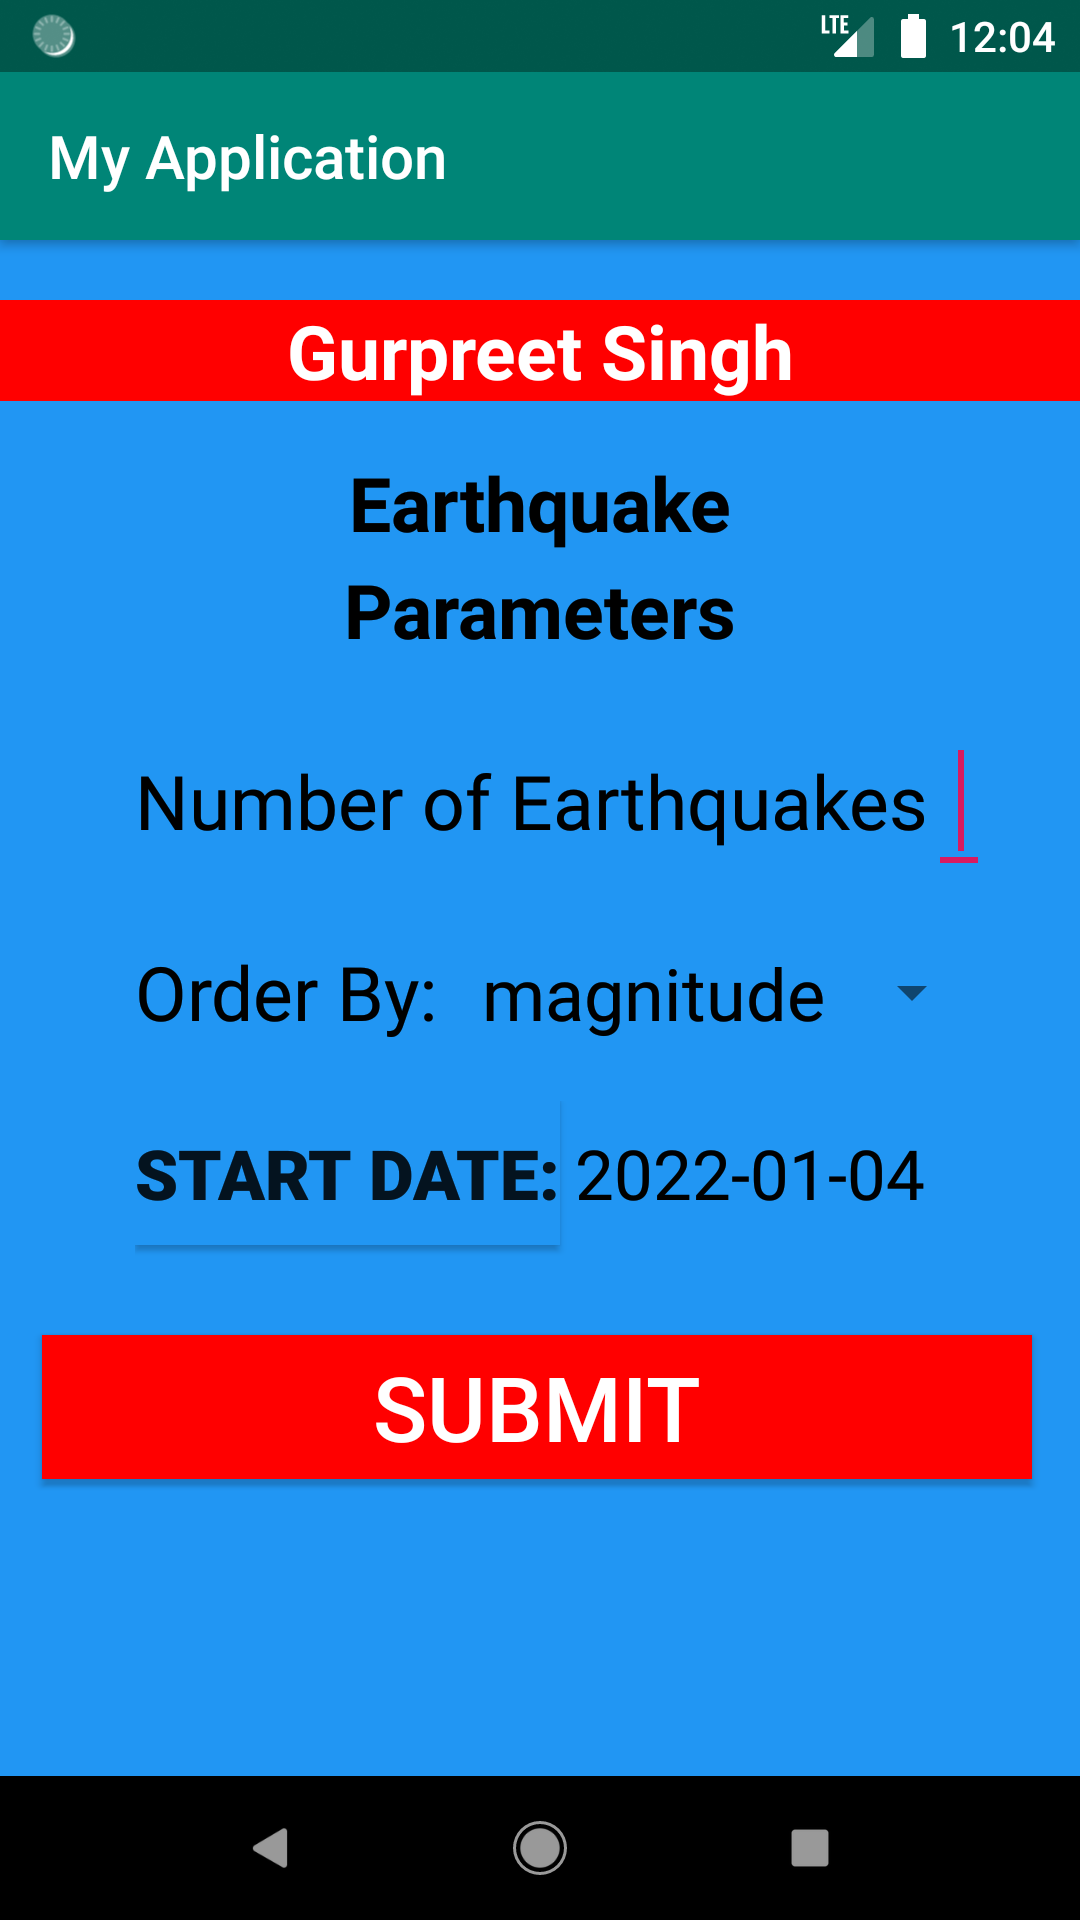 LTE 12:04
My Application
Gurpreet Singh
Earthquake
Parameters
Number of Earthquakes
Order By: magnitude
START DATE: 2022-01-04
SUBMIT